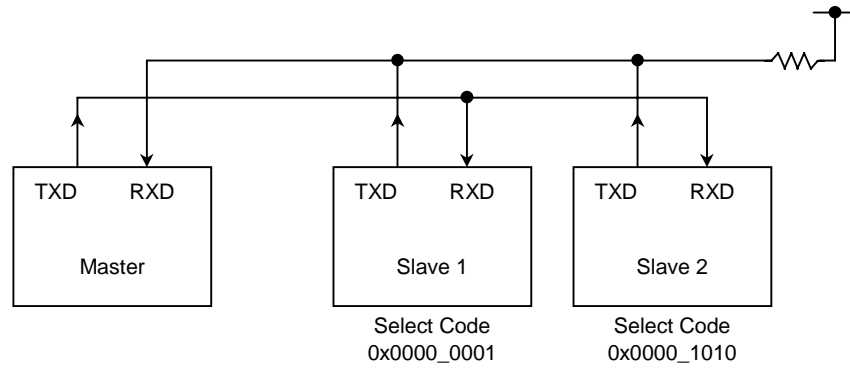 TXD RXD TXD RXD TXD RXD
Master Slave 1 Slave 2
Select Code Select Code
0x0000_0001 0x0000_1010